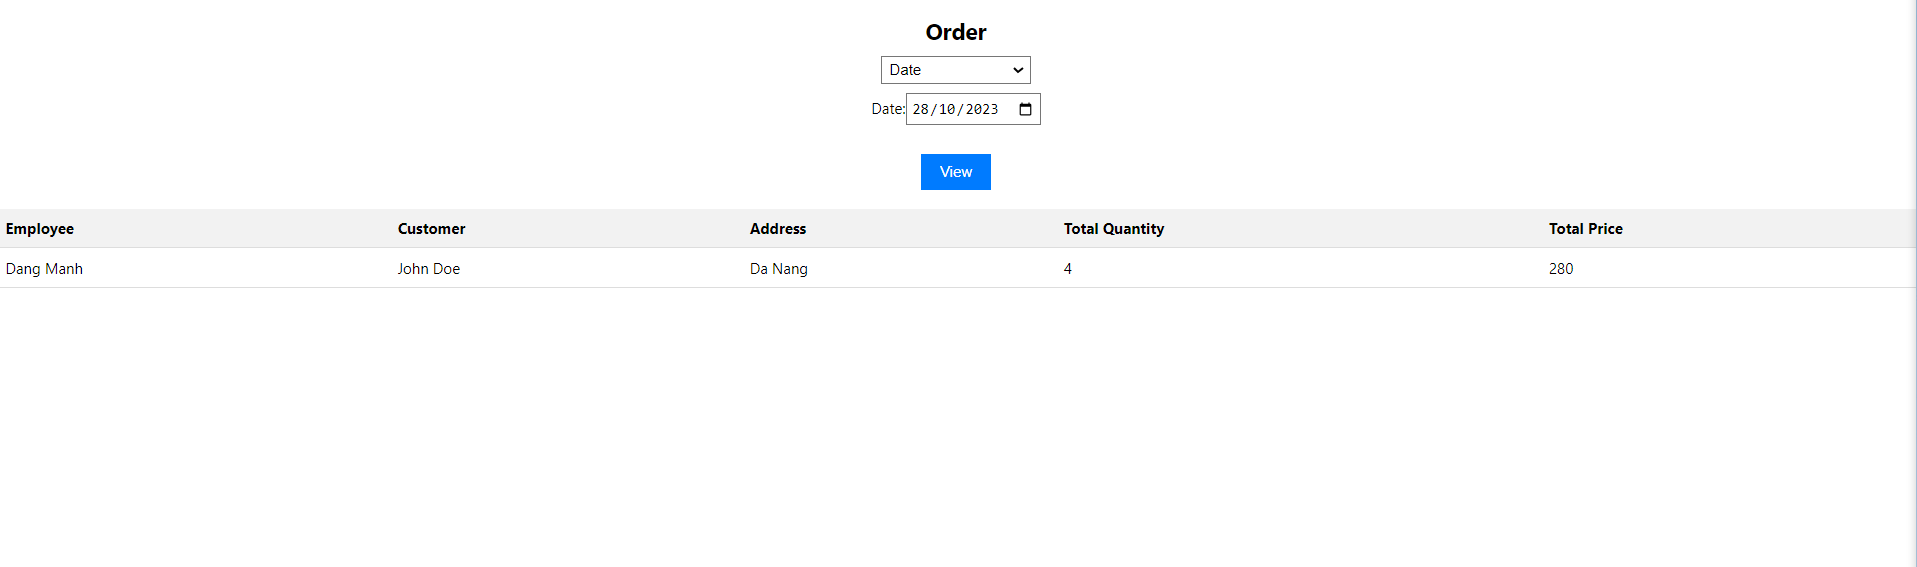 Order
Date
Date: 28/10/2023
View
Employee Customer Address Total Quantity Total Price
Dang Manh John Doe Da Nang 4 280